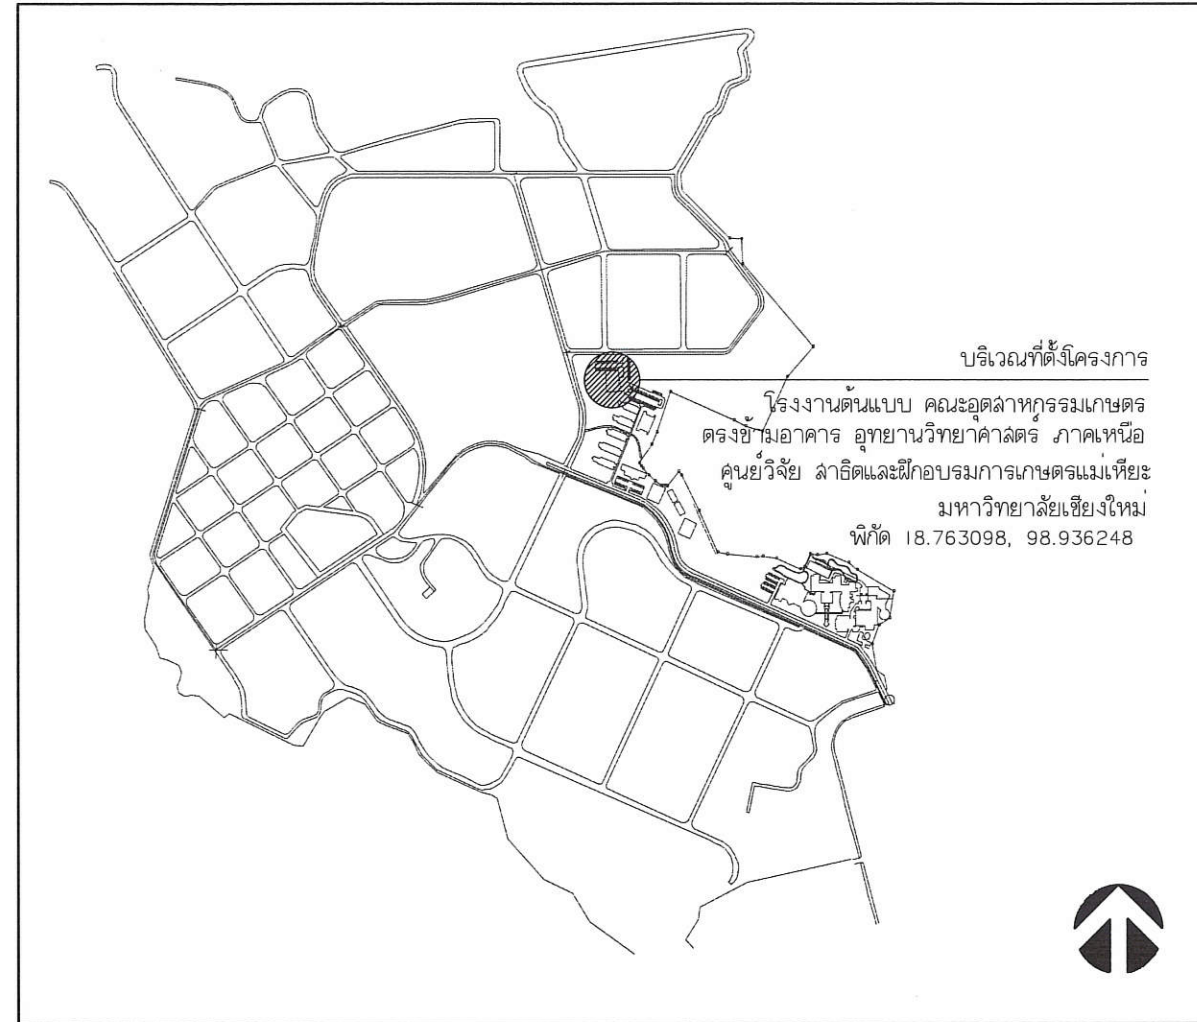 บริเวณที่ตั้งโครงการ
โรงงานต้นแบบ คณะอุตสาหกรรมเกษตร
ตรงข้ามอาคาร อุทยานวิทยาศาสตร์ ภาคเหนือ
ศูนย์วิจัย สาธิตและฝึกอบรมการเกษตรแม่เหียะ
มหาวิทยาลัยเชียงใหม่
พิกัด 18.763098, 98.936248